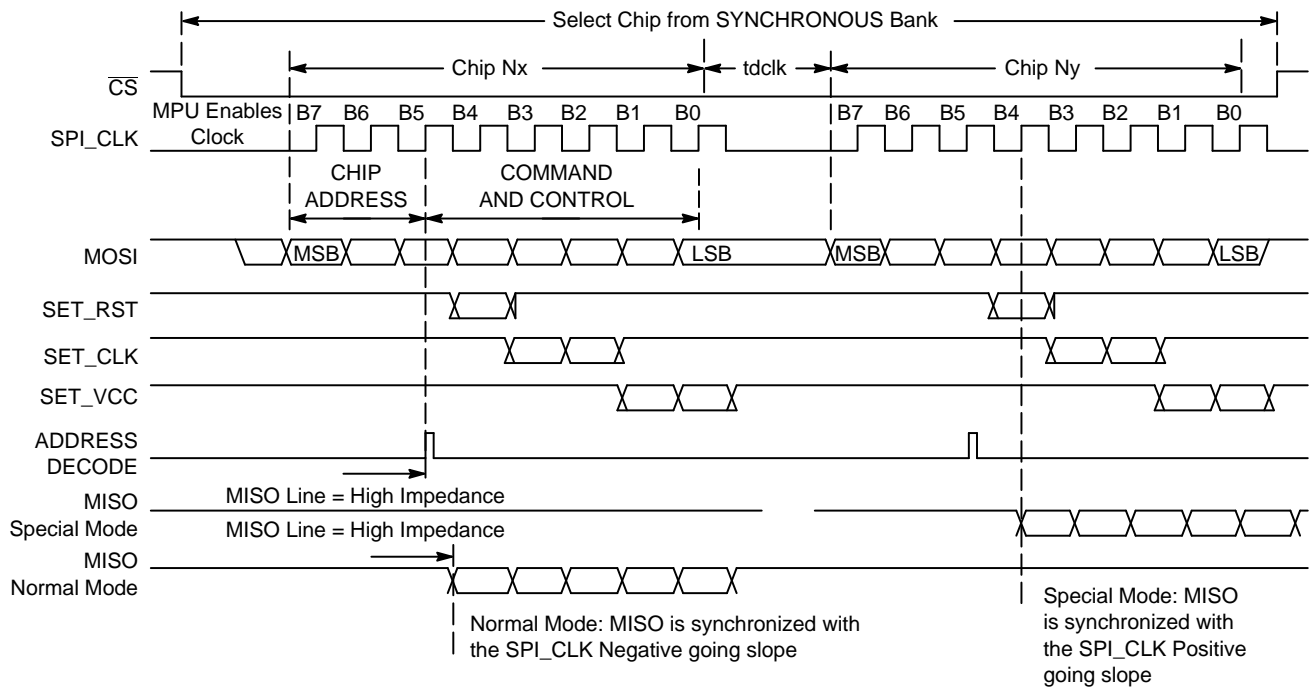 Select Chip from SYNCHRONOUS Bank
Chip Nx
tdclk
Chip Ny
CS
MPU Enables
Clock
B7 B6 B5 B4 B3 B2 B1 B0
B7 B6 B5 B4 B3 B2 B1 B0
SPI_CLK
CHIP
ADDRESS
COMMAND
AND CONTROL
MOSI
MSB
LSB
MSB
LSB
SET_RST
SET_CLK
SET_VCC
ADDRESS
DECODE
MISO Line = High Impedance
MISO
Special Mode
MISO Line = High Impedance
MISO
Normal Mode
Normal Mode: MISO is synchronized with
the SPI_CLK Negative going slope
Special Mode: MISO
is synchronized with
the SPI_CLK Positive
going slope